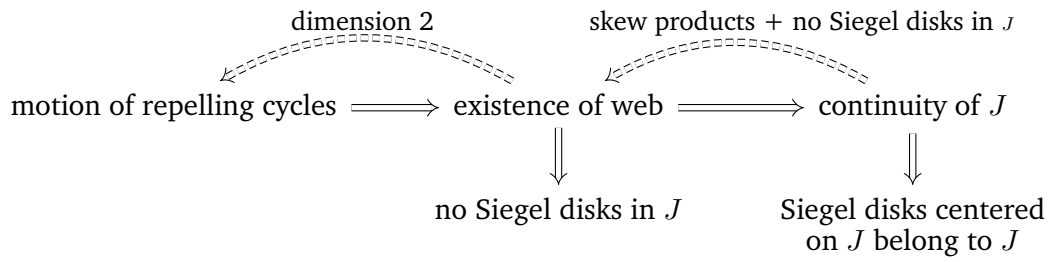 dimension 2
skew products + no Siegel disks in J
motion of repelling cycles
existence of web
continuity of J
no Siegel disks in J
Siegel disks centered
on J belong to J